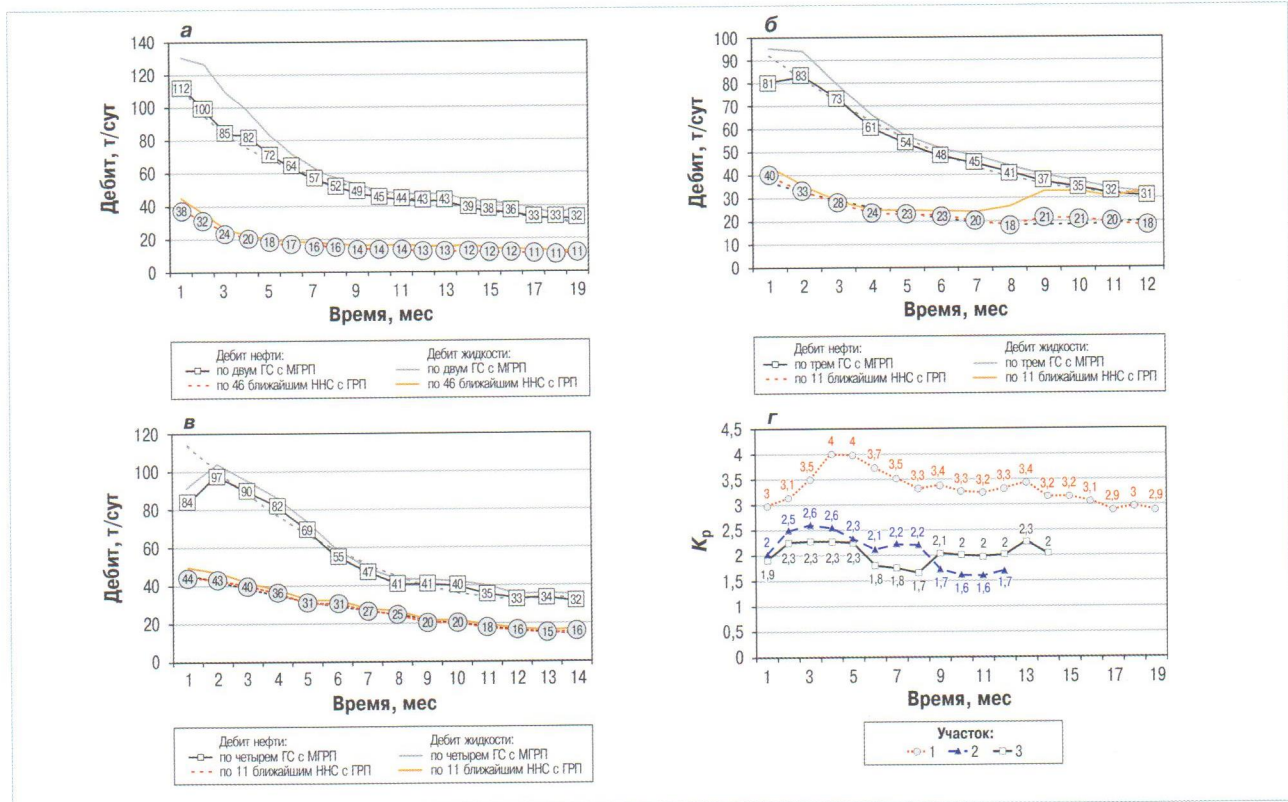 а
Дебит, т/сут
140
120
100
80
60
40
20
0
112 100 85 82 72 64 57 52 49 45 44 43 43 39 38 36 33 33 32
38 32 24 20 18 17 16 16 14 14 14 13 13 12 12 12 11 11 11
1 3 5 7 9 11 13 15 17 19
Время, мес
Дебит нефти: Дебит жидкости:
по двум ГС с МГРП по двум ГС с МГРП
по 46 ближайшим ННС с ГРП по 46 ближайшим ННС с ГРП
б
Дебит, т/сут
100
90
80
70
60
50
40
30
20
10
0
81 83 73 61 54 48 45 41 37 35 32 31
40 33 28 24 23 23 20 18 21 21 20 18
1 2 3 4 5 6 7 8 9 10 11 12
Время, мес
Дебит нефти: Дебит жидкости:
по трем ГС с МГРП по трем ГС с МГРП
по 11 ближайшим ННС с ГРП по 11 ближайшим ННС с ГРП
в
Дебит, т/сут
120
100
80
60
40
20
0
84 97 90 82 69 55 47 41 41 40 35 33 34 32
44 43 40 36 31 31 27 25 20 20 18 16 15 16
1 2 3 4 5 6 7 8 9 10 11 12 13 14
Время, мес
Дебит нефти: Дебит жидкости:
по четырем ГС с МГРП по четырем ГС с МГРП
по 11 ближайшим ННС с ГРП по 11 ближайшим ННС с ГРП
г
Kр
4,5
4
3,5
3
2,5
2
1,5
1
0,5
0
3 3,1 3,5 4 4 3,7 3,5 3,3 3,4 3,3 3,2 3,3 3,4 3,2 3,2 3,1 2,9 3 2,9
2 2,5 2,6 2,6 2,3 2,1 2,2 2,2 1,7 1,6 1,6 1,7
1,9 2,3 2,3 2,3 2,3 1,8 1,8 1,7 2,1 2 2 2 2,3 2
1 3 5 7 9 11 13 15 17 19
Время, мес
Участок:
1 2 3